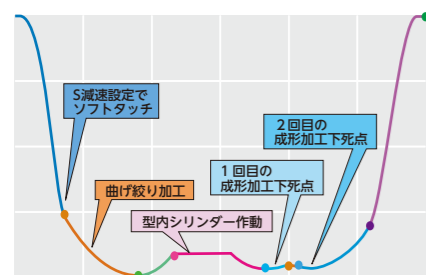 S減速設定で
ソフトタッチ
曲げ絞り加工
型内シリンダー作動
1回目の
成形加工下死点
2回目の
成形加工下死点